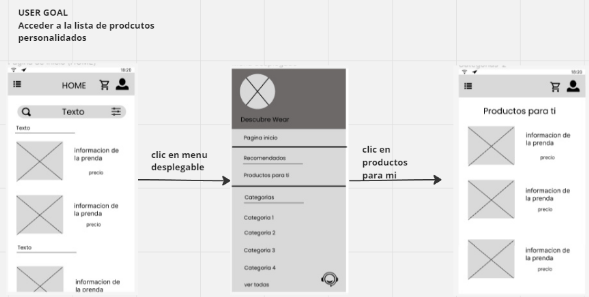 USER GOAL
Acceder a la lista de prodcutos
personalidados
HOME
Texto
Texto
informacion de
la prenda
precio
informacion de
la prenda
precio
Texto
informacion de
la prenda
clic en menu
desplegable
Descubre Wear
Pagina inicio
Recomendados
Productos para ti
Categorias
Categoria 1
Categoria 2
Categoria 3
Categoria 4
ver todas
clic en
productos
para mi
Productos para ti
informacion de
la prenda
precio
informacion de
la prenda
precio
informacion de
la prenda
precio